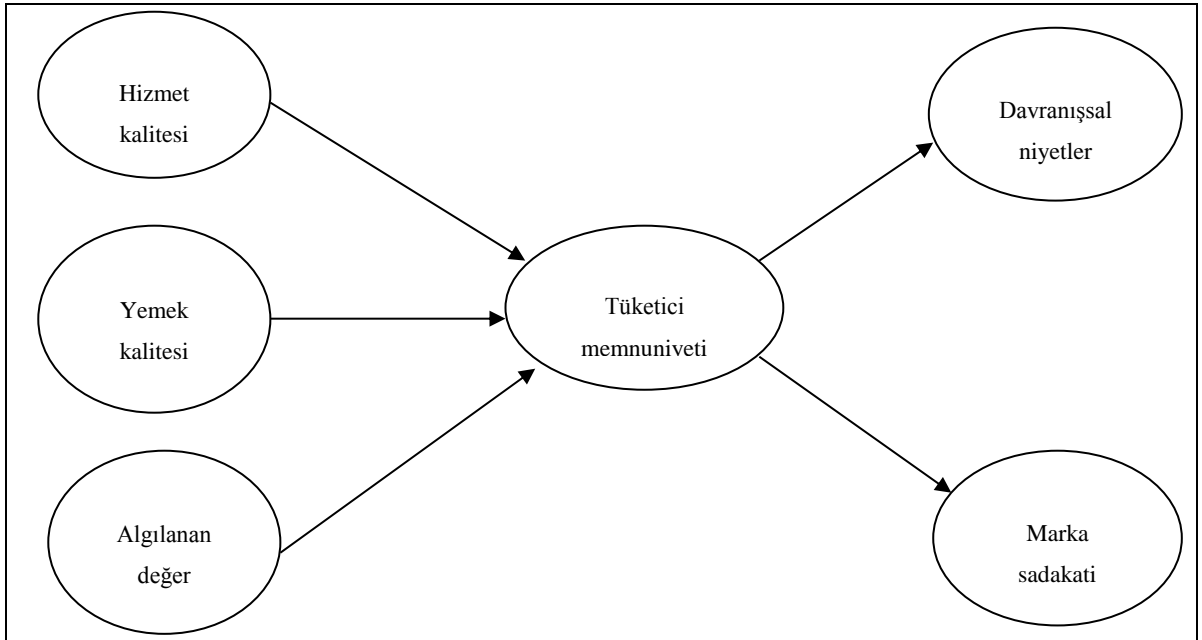 Hizmet
kalitesi
Yemek
kalitesi
Algılanan
değer
Tüketici
memnuniveti
Davranışsal
niyetler
Marka
sadakati